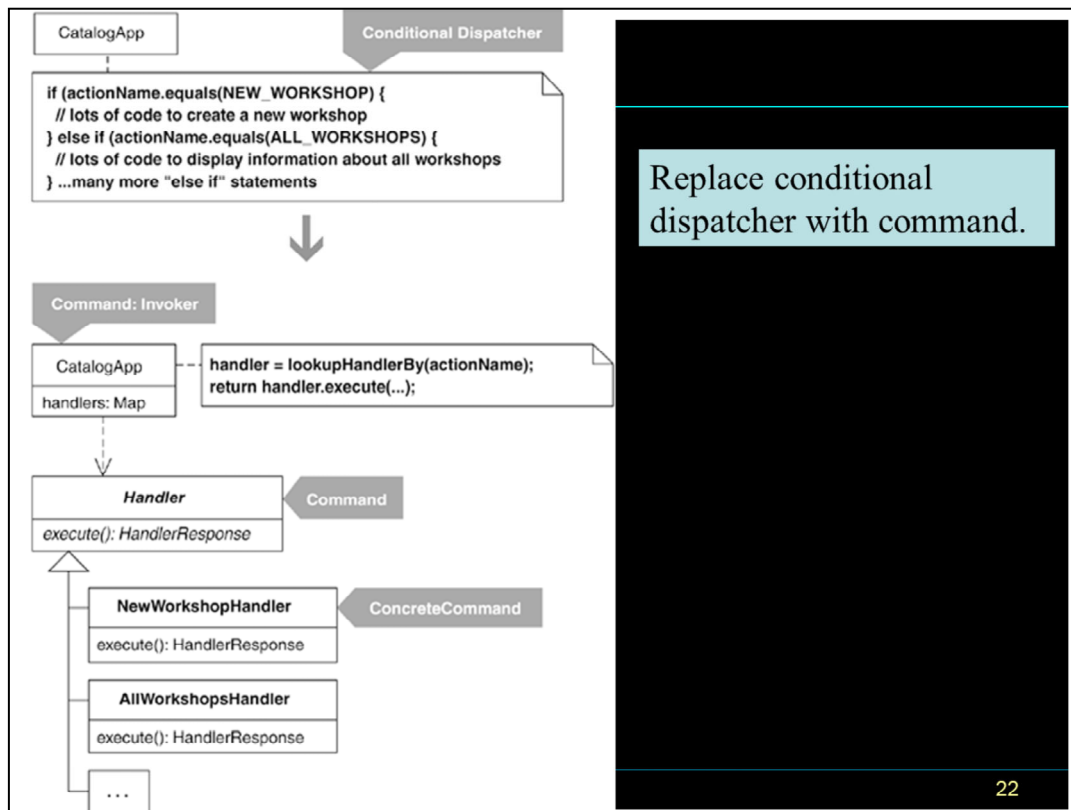 CatalogApp
Conditional Dispatcher
if (actionName.equals(NEW_WORKSHOP) {
// lots of code to create a new workshop
} else if (actionName.equals(ALL_WORKSHOPS) {
// lots of code to display information about all workshops
} ...many more "else if" statements
Command: Invoker
CatalogApp
handlers: Map
handler = lookupHandlerBy(actionName);
return handler.execute(...);
Handler
execute(): HandlerResponse
Command
NewWorkshopHandler
execute(): HandlerResponse
ConcreteCommand
AllWorkshopsHandler
execute(): HandlerResponse
...
Replace conditional
dispatcher with command.
22